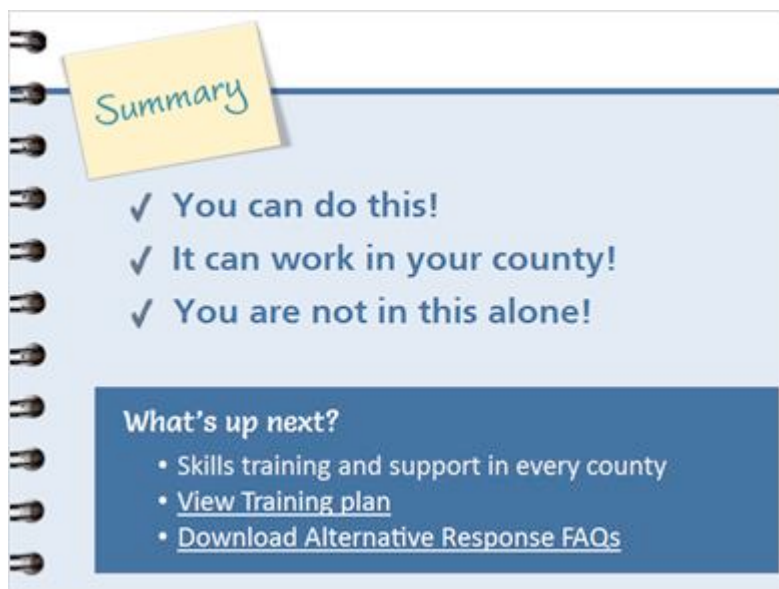 Summary
✓ You can do this!
✓ It can work in your county!
✓ You are not in this alone!
What's up next?
• Skills training and support in every county
• View Training plan
• Download Alternative Response FAQs